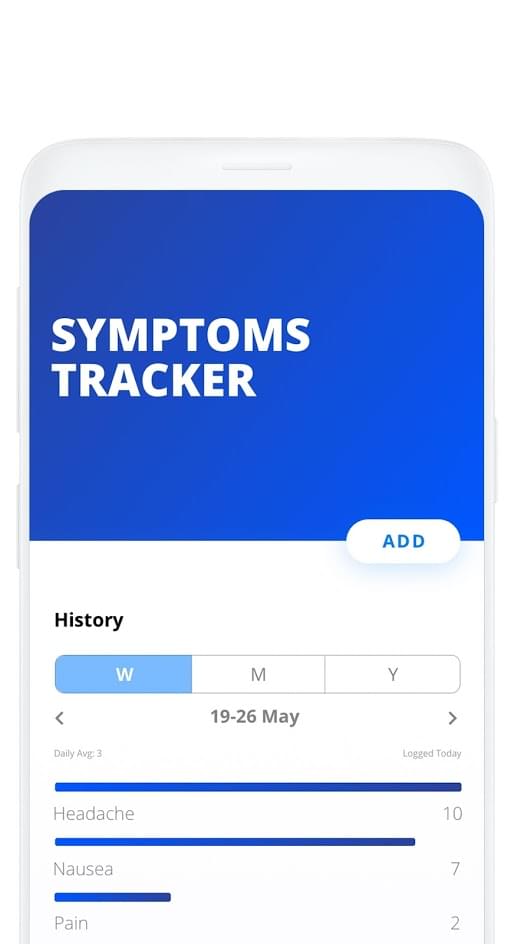 SYMPTOMS
TRACKER
ADD
History
W M Y
19-26 May
Daily Avg: 3 Logged Today
Headache 10
Nausea 7
Pain 2